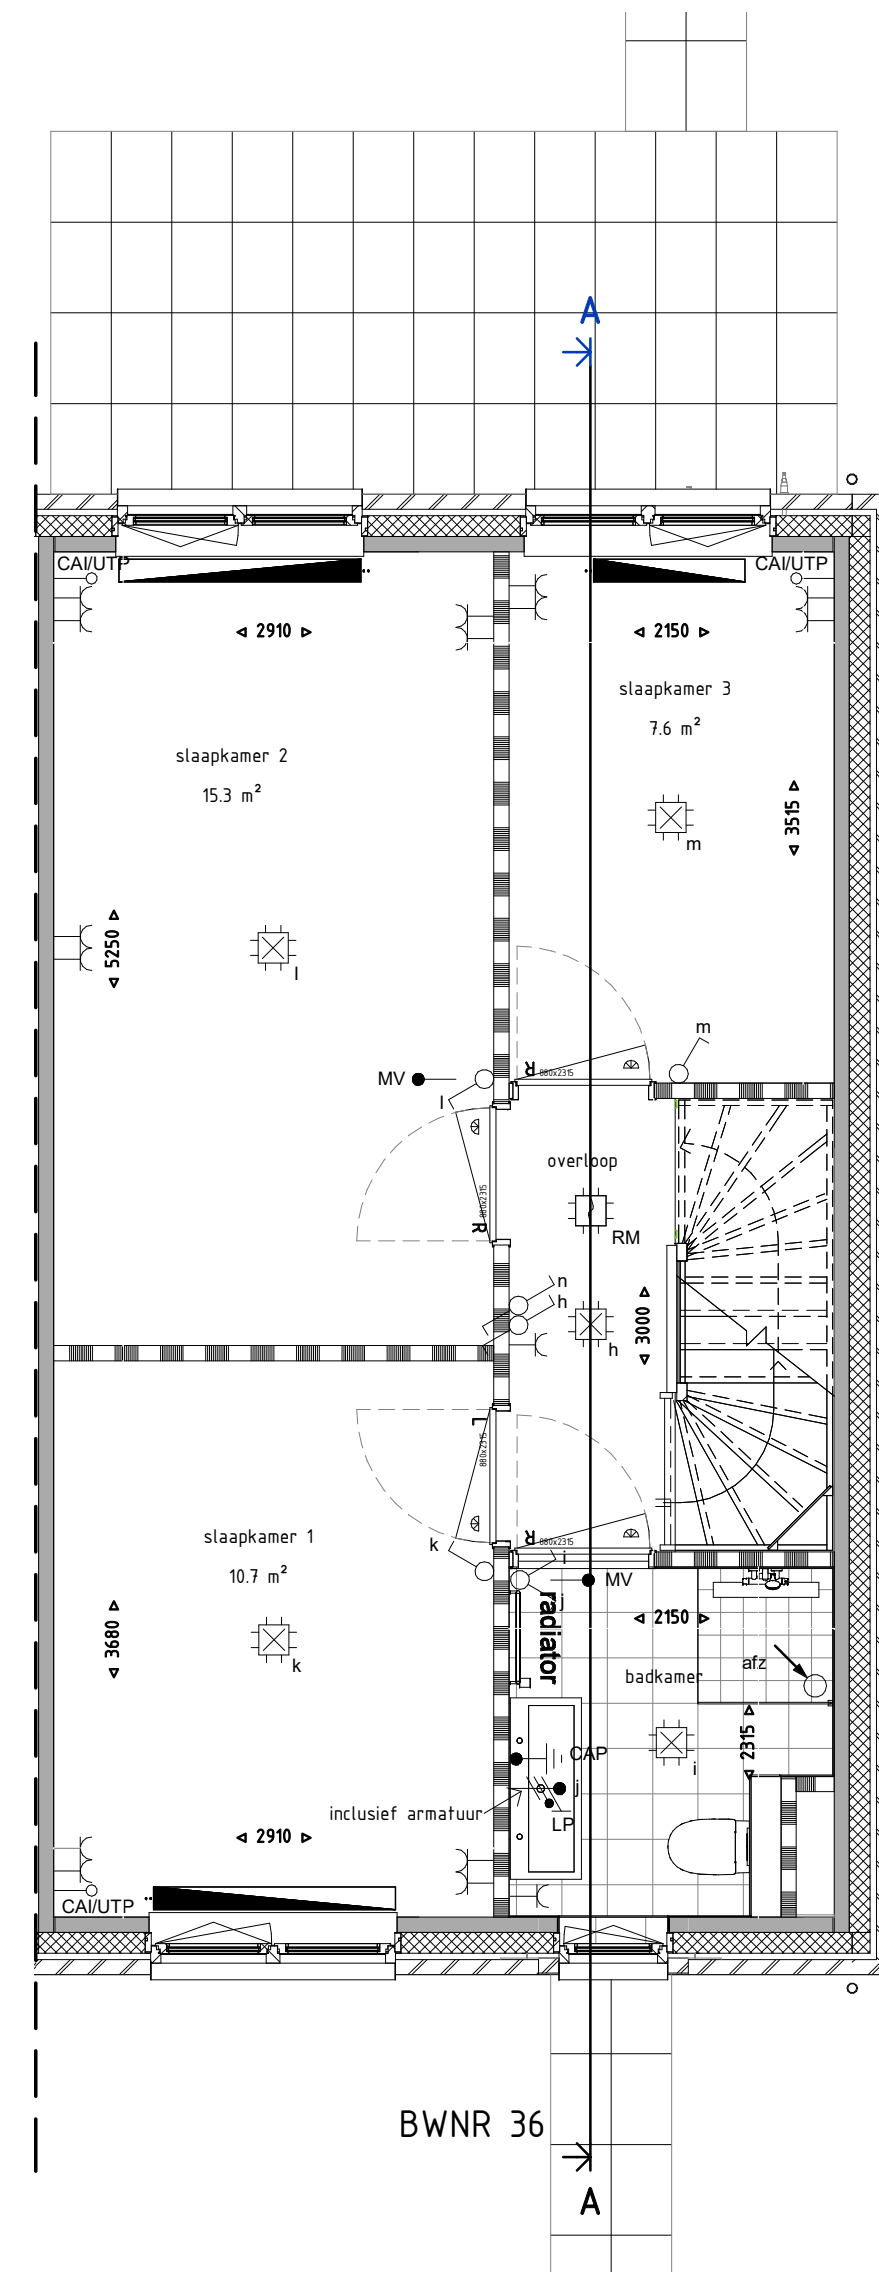 A
CAI/UTP
CAI/UTP
2910
2150
slaapkamer 3
7.6 m²
slaapkamer 2
15.3 m²
3515
m
5250
l
m
R 880x2315
MV
l
overloop
880x2315
R
RM
n
h
3000
h
L
880x2315
slaapkamer 1
10.7 m²
k
R 880x2315
i
MV
j
radiator
2150
3680
k
badkamer
afz
2315
CAP
i
j
inclusief armatuur
LP
2910
CAI/UTP
BWNR 36
A